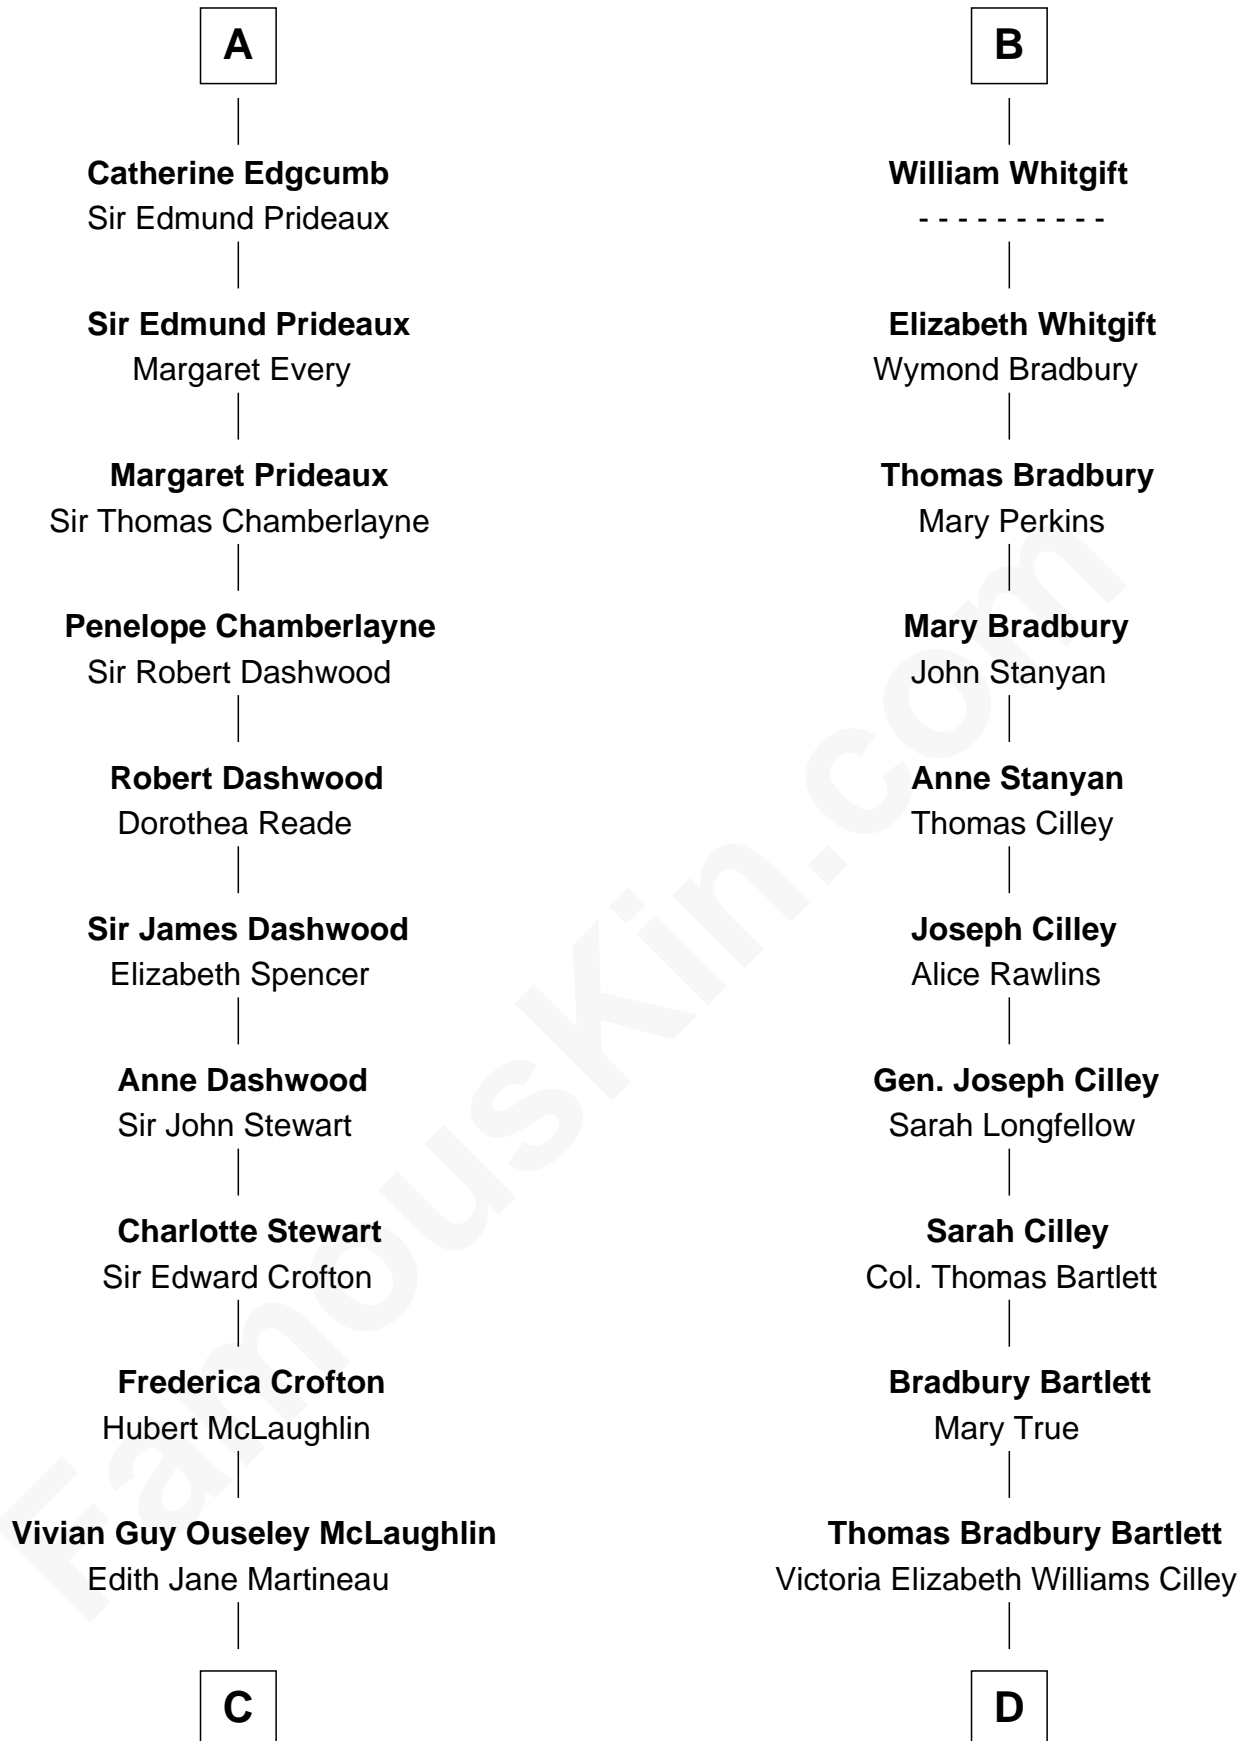 A
Catherine Edgcumb
Sir Edmund Prideaux
Sir Edmund Prideaux
Margaret Every
Margaret Prideaux
Sir Thomas Chamberlayne
Penelope Chamberlayne
Sir Robert Dashwood
Robert Dashwood
Dorothea Reade
Sir James Dashwood
Elizabeth Spencer
Anne Dashwood
Sir John Stewart
Charlotte Stewart
Sir Edward Crofton
Frederica Crofton
Hubert McLaughlin
Vivian Guy Ouseley McLaughlin
Edith Jane Martineau
C
B
William Whitgift
- - - - - - - - - -
Elizabeth Whitgift
Wymond Bradbury
Thomas Bradbury
Mary Perkins
Mary Bradbury
John Stanyan
Anne Stanyan
Thomas Cilley
Joseph Cilley
Alice Rawlins
Gen. Joseph Cilley
Sarah Longfellow
Sarah Cilley
Col. Thomas Bartlett
Bradbury Bartlett
Mary True
Thomas Bradbury Bartlett
Victoria Elizabeth Williams Cilley
D
FamousKin.com